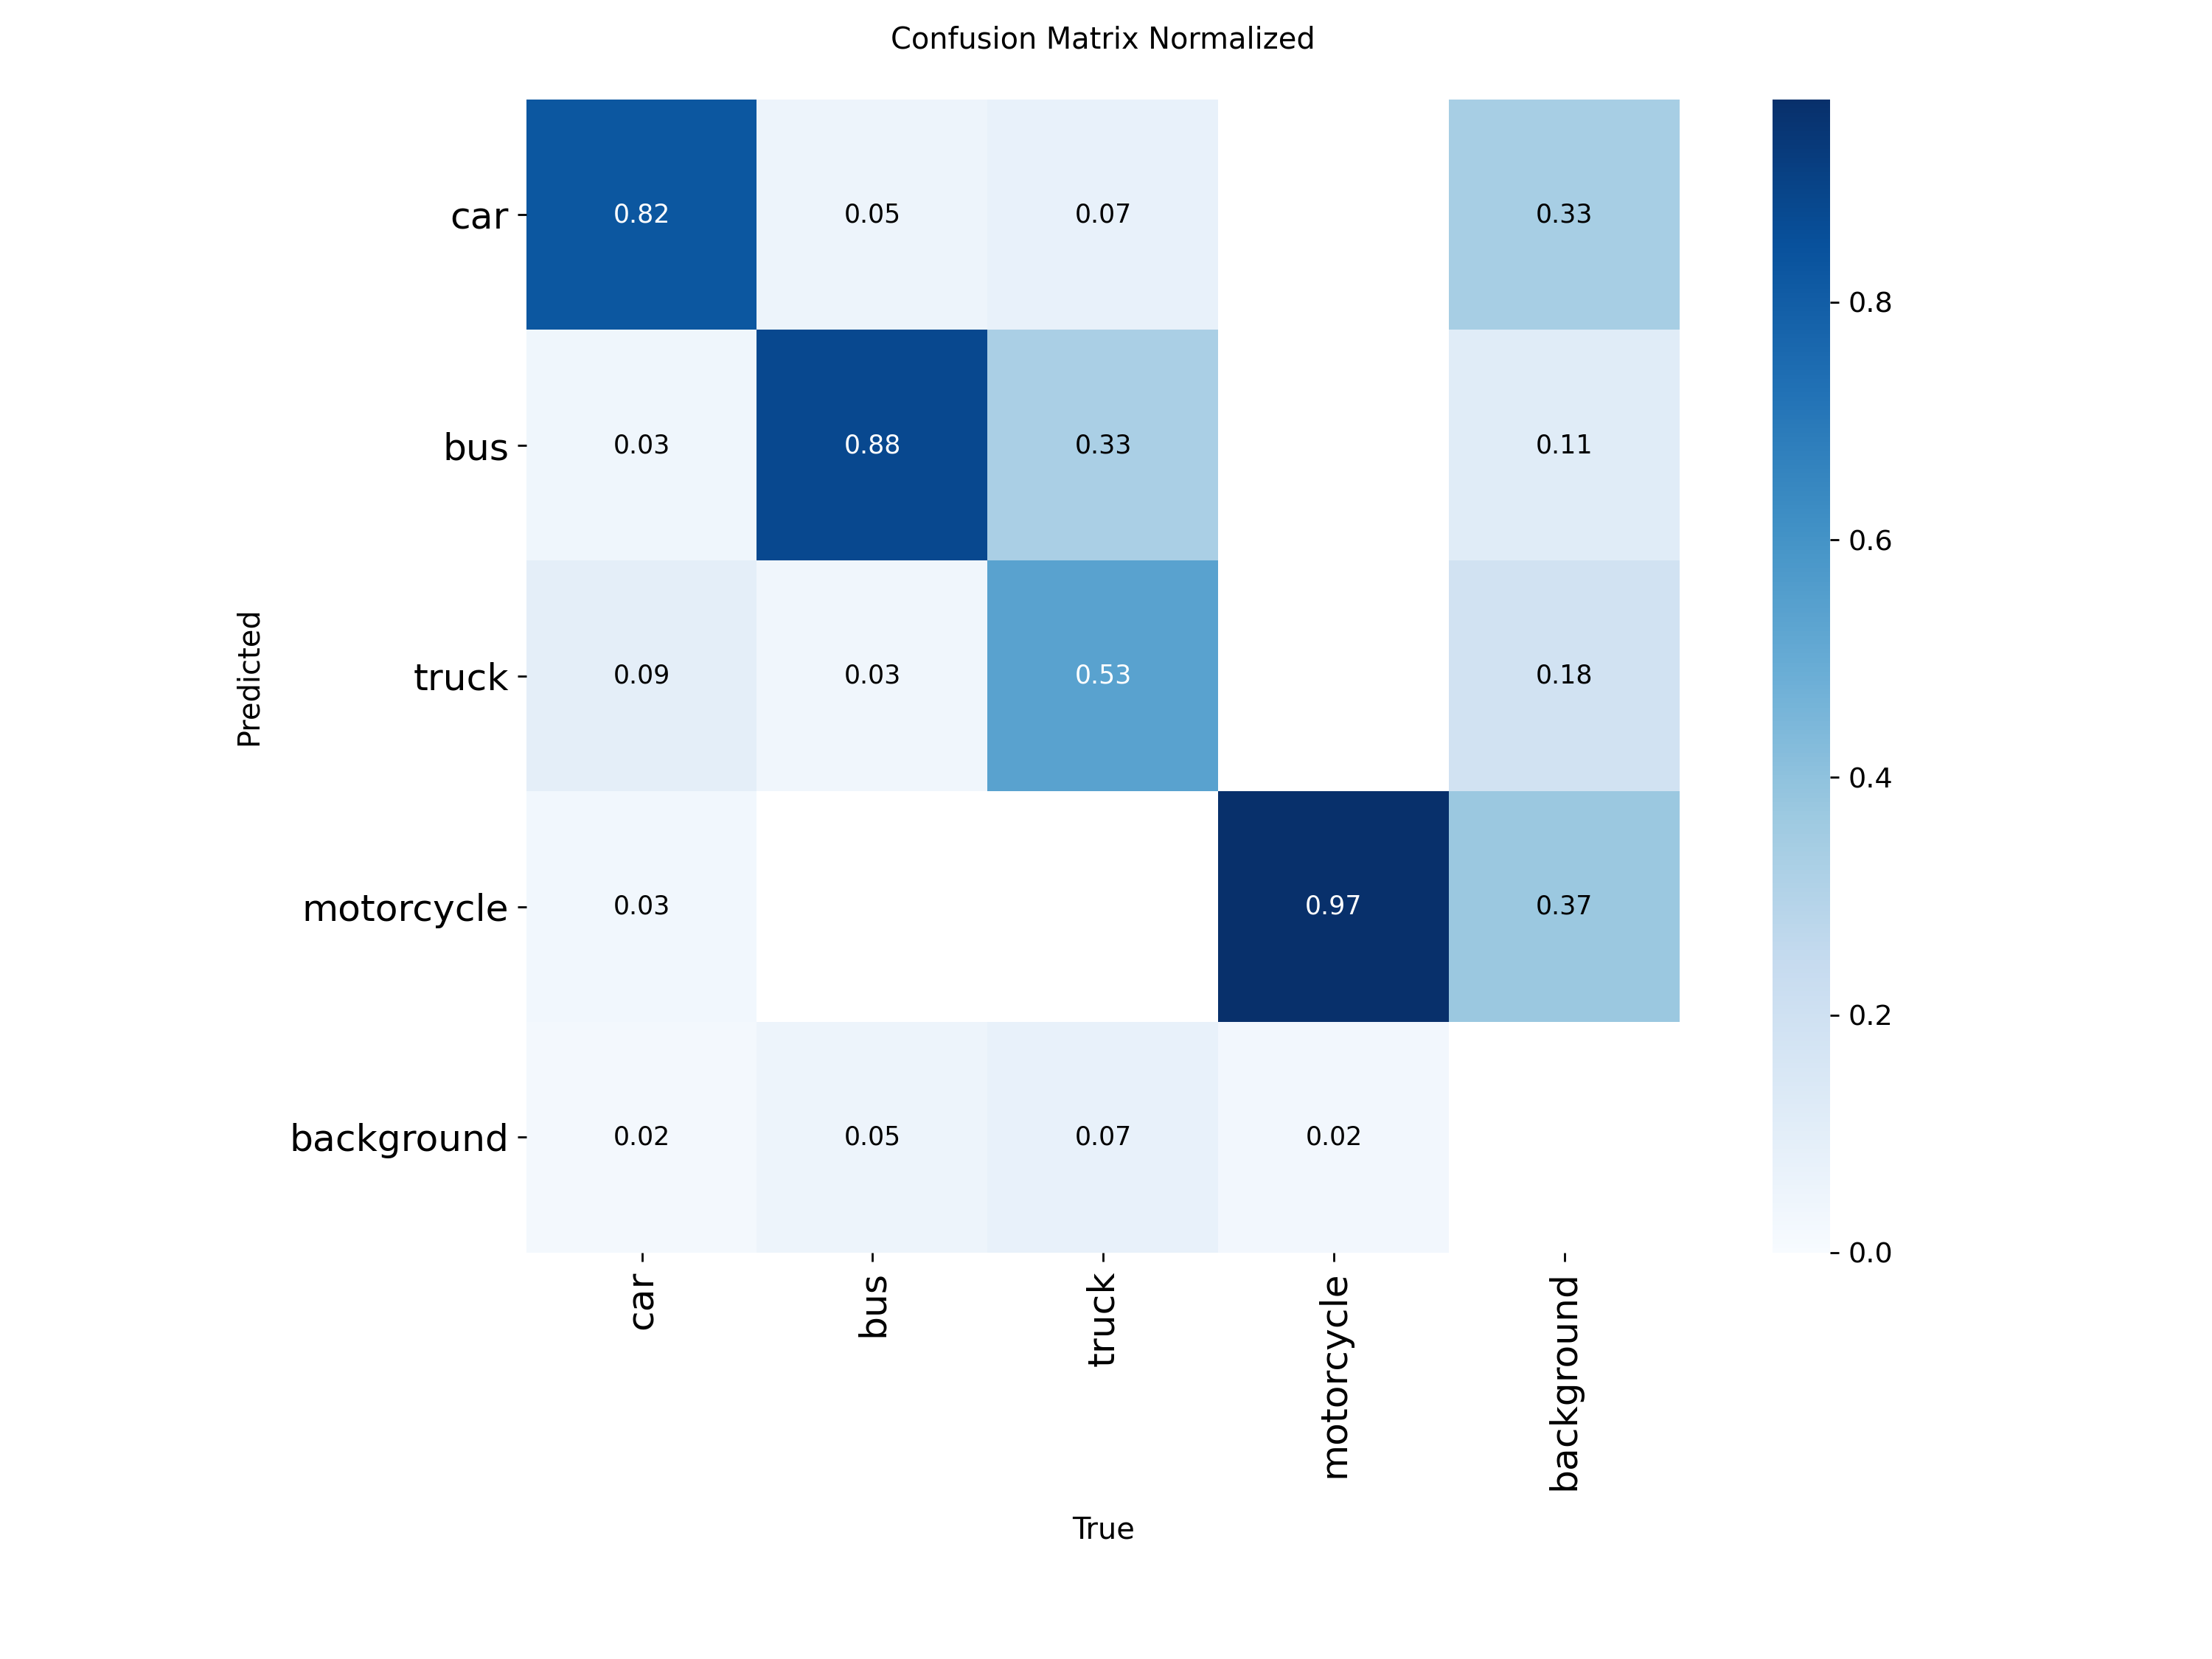 Confusion Matrix Normalized
car 0.82 0.05 0.07 0.33
bus 0.03 0.88 0.33 0.11
truck 0.09 0.03 0.53 0.18
motorcycle 0.03 0.97 0.37
background 0.02 0.05 0.07 0.02
Predicted
car bus truck motorcycle background
True
0.8
0.6
0.4
0.2
0.0